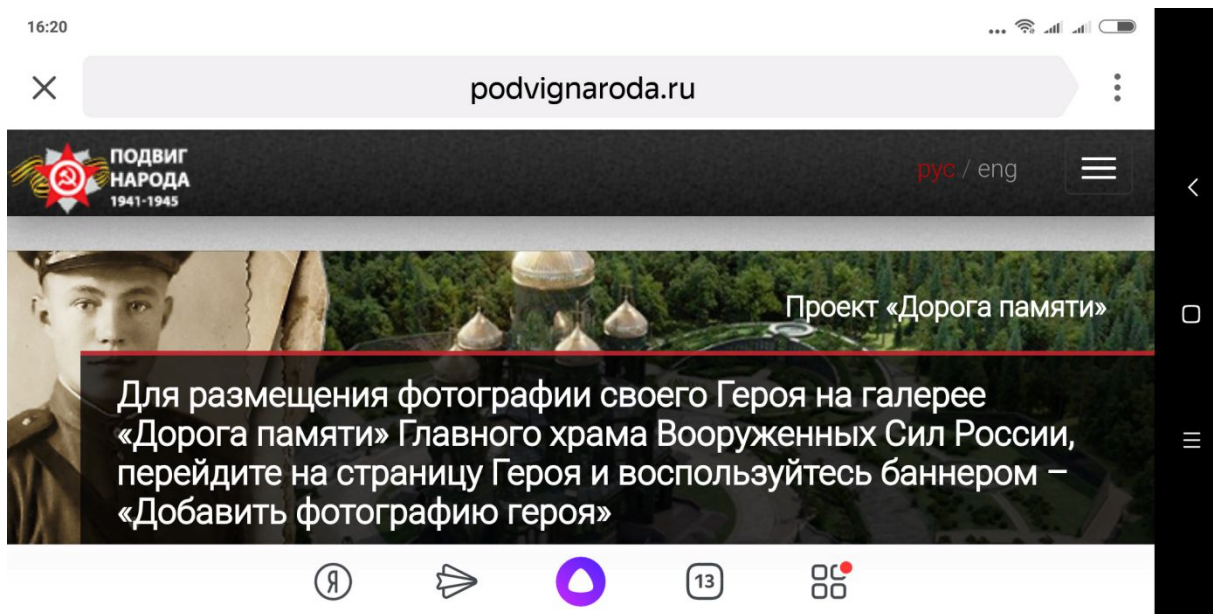 16:20
podvignaroda.ru
ПОДВИГ
НАРОДА
1941-1945
рус / eng
Проект «Дорога памяти»
Для размещения фотографии своего Героя на галерее
«Дорога памяти» Главного храма Вооруженных Сил России,
перейдите на страницу Героя и воспользуйтесь баннером –
«Добавить фотографию героя»
Я
13